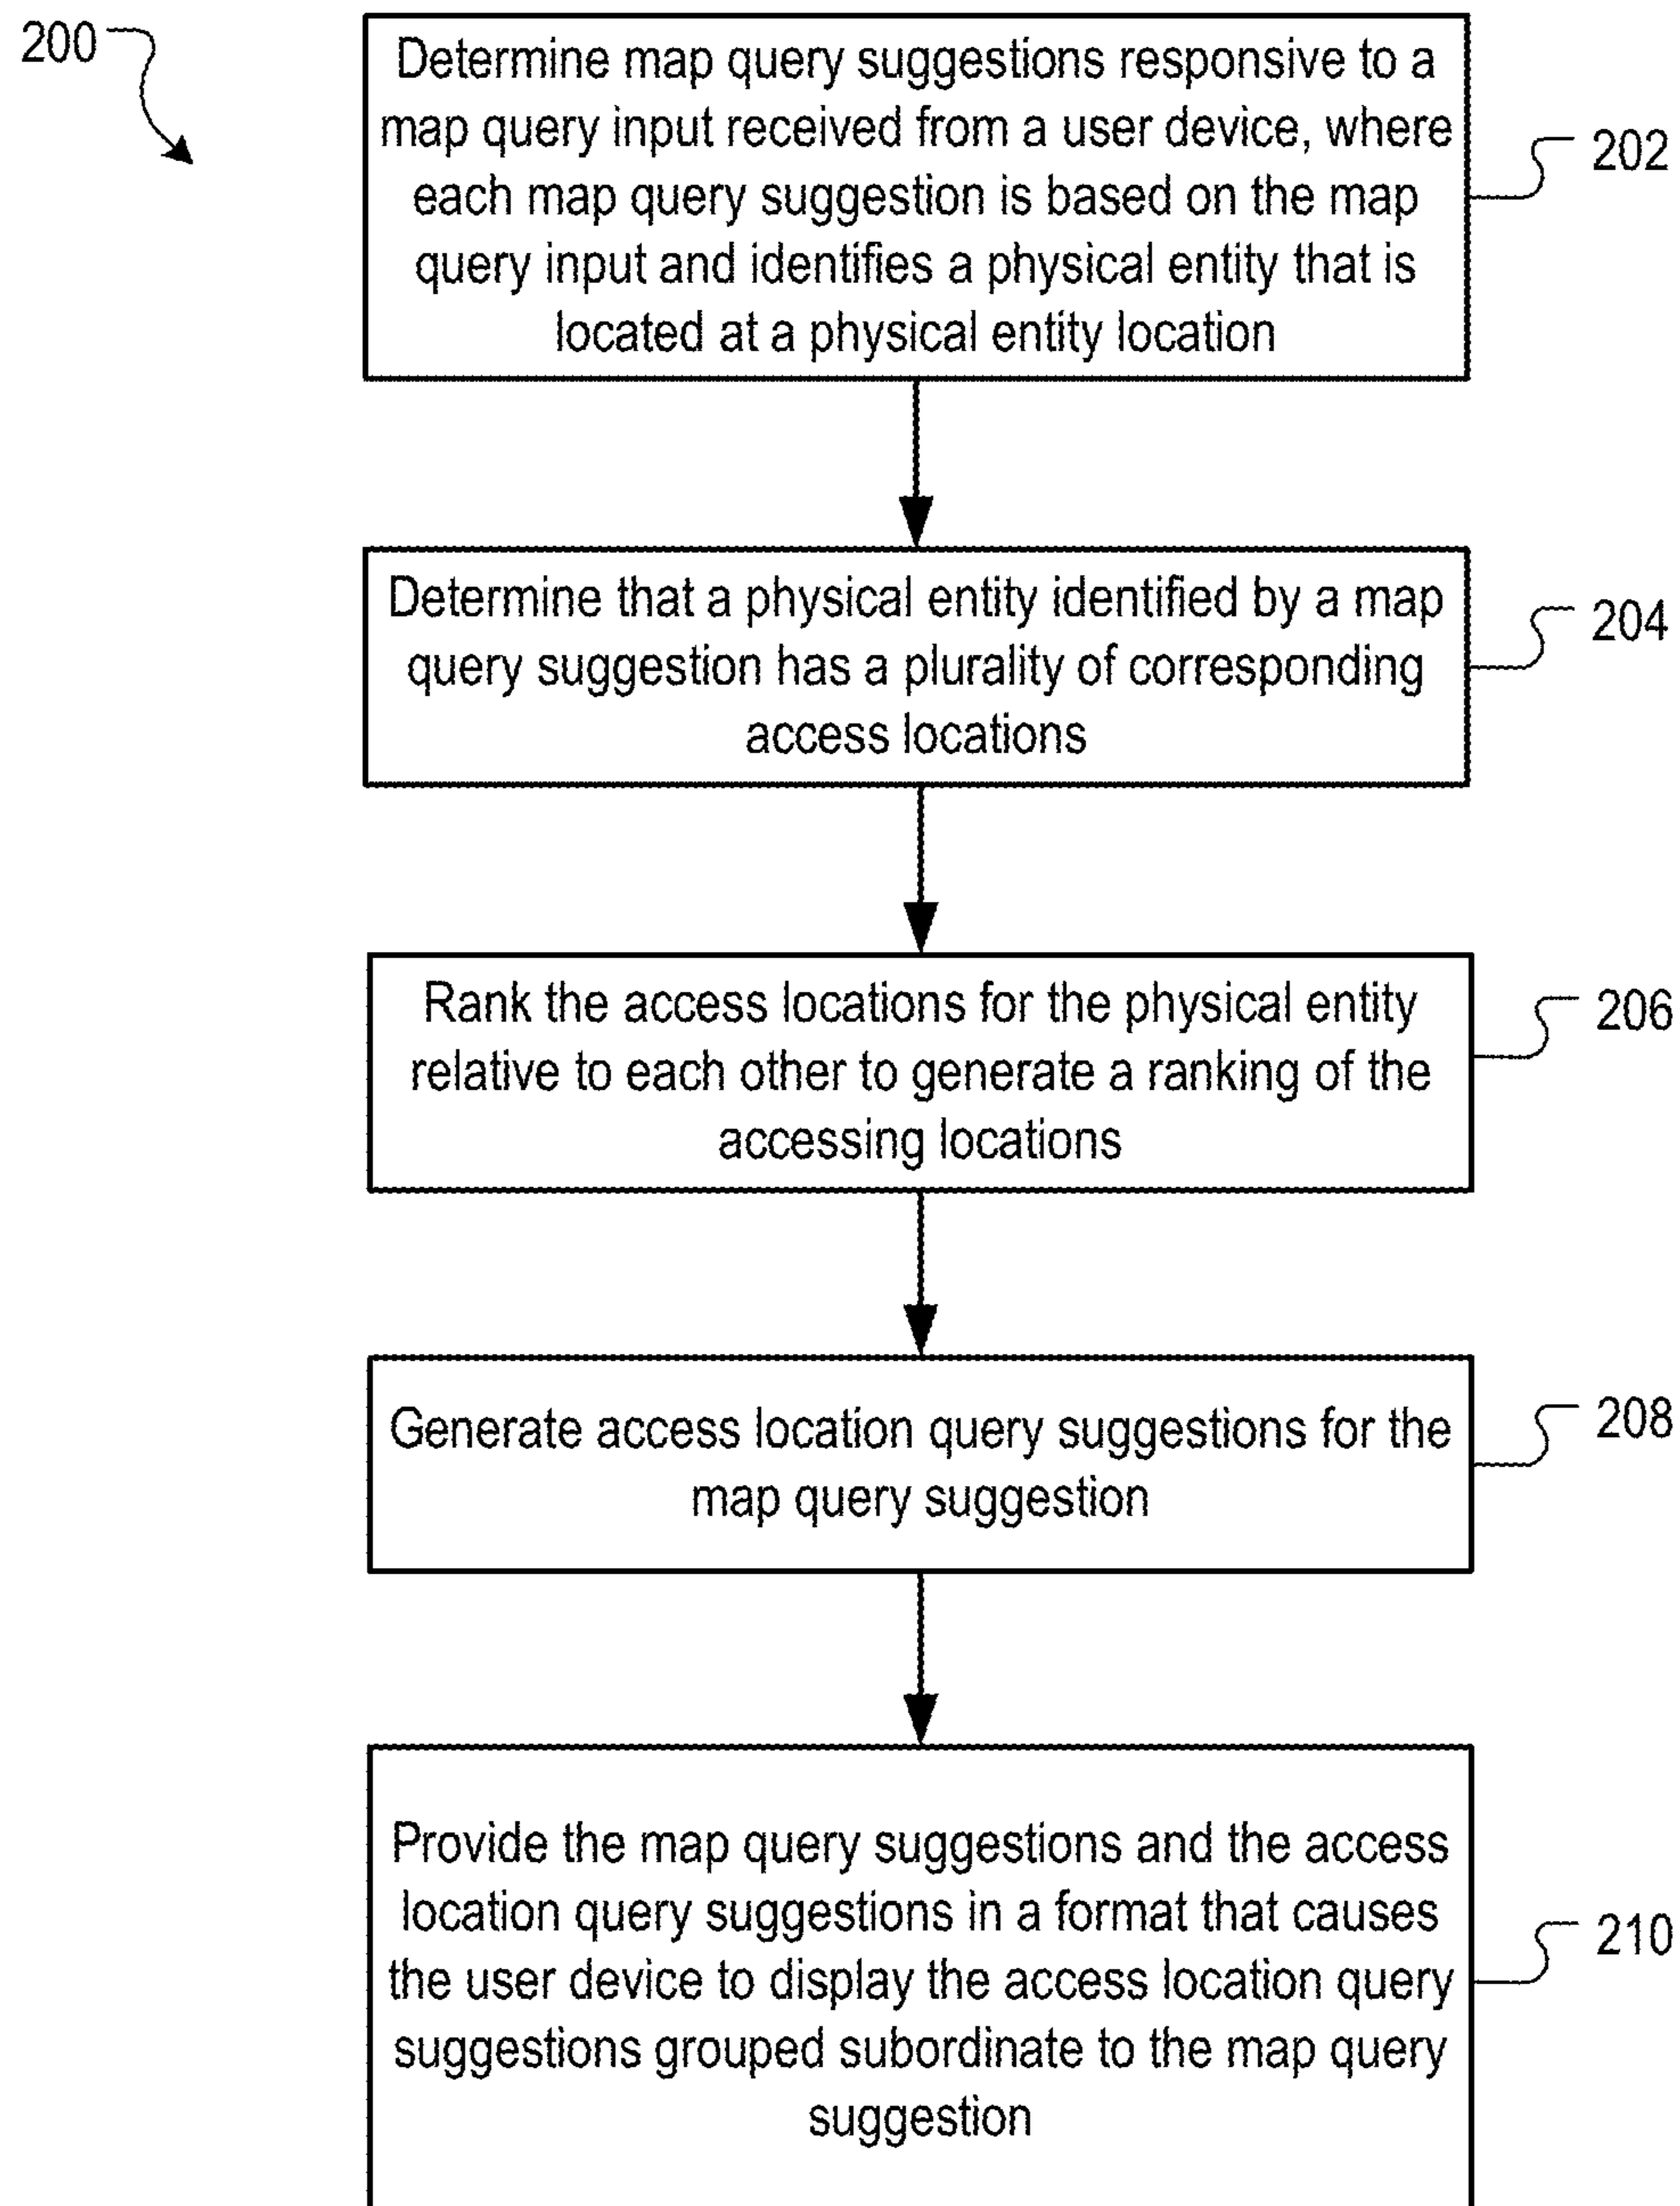 200
Determine map query suggestions responsive to a
map query input received from a user device, where
each map query suggestion is based on the map
query input and identifies a physical entity that is
located at a physical entity location
202
Determine that a physical entity identified by a map
query suggestion has a plurality of corresponding
access locations
204
Rank the access locations for the physical entity
relative to each other to generate a ranking of the
accessing locations
206
Generate access location query suggestions for the
map query suggestion
208
Provide the map query suggestions and the access
location query suggestions in a format that causes
the user device to display the access location query
suggestions grouped subordinate to the map query
suggestion
210